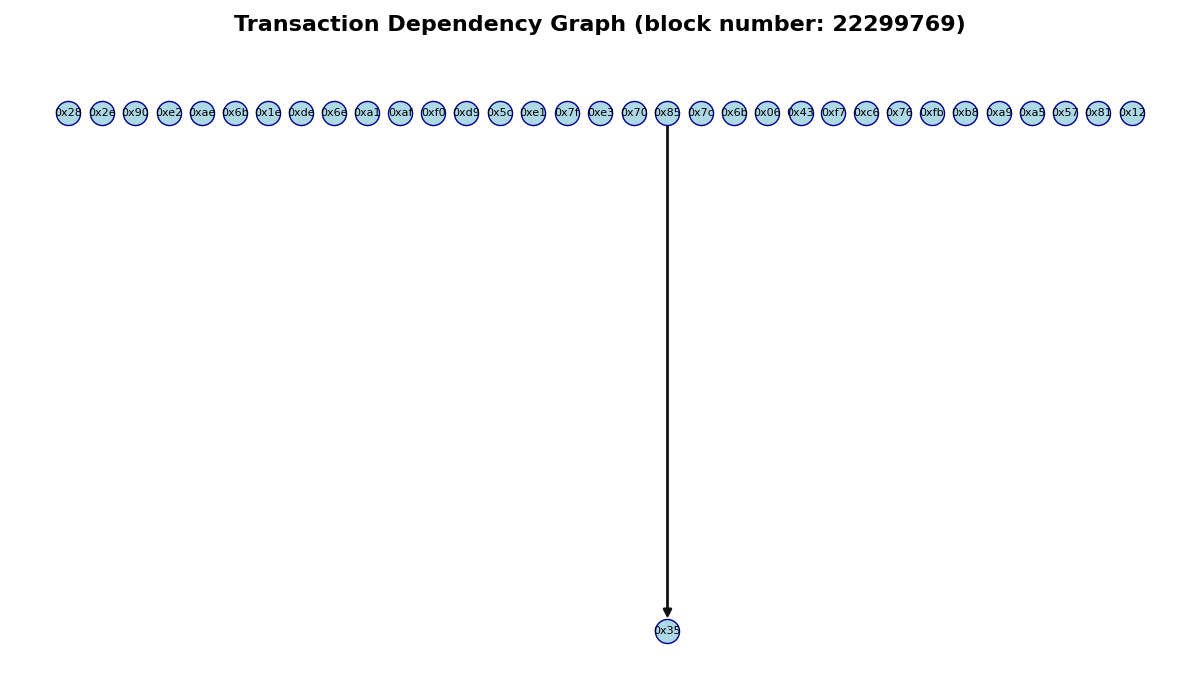 Transaction Dependency Graph (block number: 22299769)
0x28 0x2e 0x90 0xe2 0xae 0x6b 0x1e 0xde 0x6e 0xa1 0xaf 0xf0 0xd9 0x5c 0xe1 0x7f 0xe3 0x70 0x85 0x7c 0x6b 0x06 0x43 0xf7 0xc6 0x76 0xfb 0xb8 0xa9 0xa5 0x57 0x81 0x12
0x35